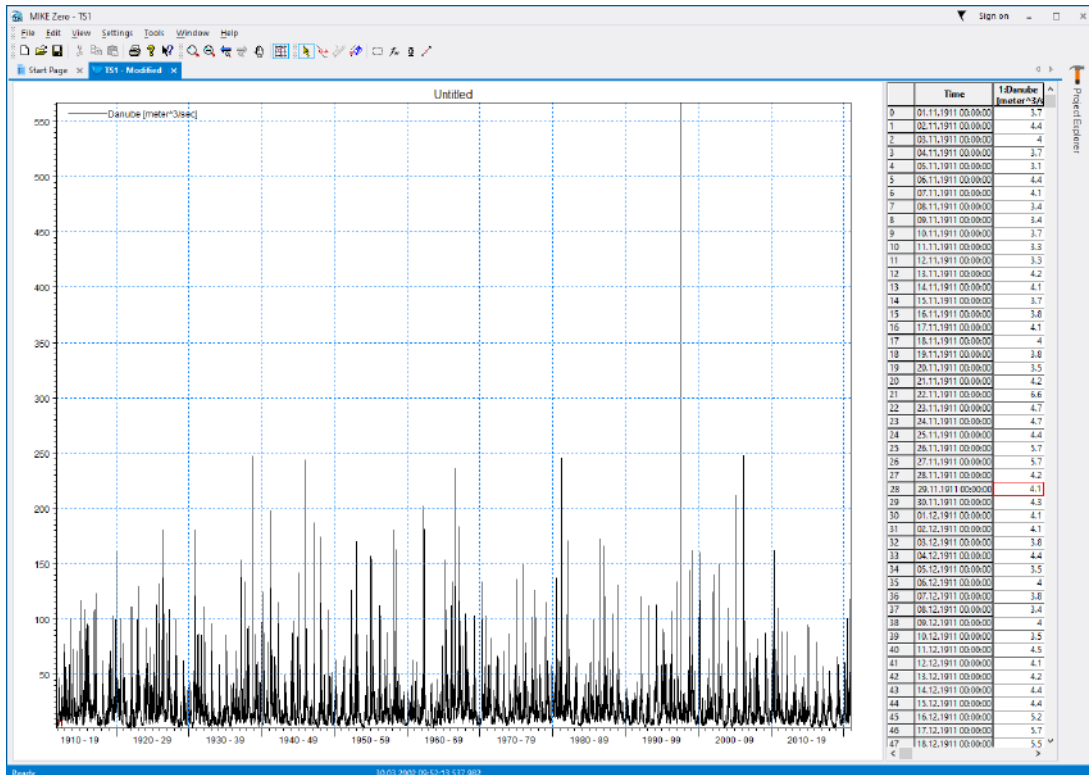 MIKE Zero - TS1
Sign on
File Edit View Settings Tools Window Help
Start Page
TS1 - Modified
Project Explorer
Untitled
Danube [meter^3/sec]
550
500
450
400
350
300
250
200
150
100
50
1910 - 19 1920 - 29 1930 - 39 1940 - 49 1950 - 59 1960 - 69 1970 - 79 1980 - 89 1990 - 99 2000 - 09 2010 - 19
Time 1:Danube
[meter^3/s
0 01.11.1911 00:00:00 3.7
1 02.11.1911 00:00:00 4.4
2 03.11.1911 00:00:00 4
3 04.11.1911 00:00:00 3.7
4 05.11.1911 00:00:00 3.1
5 06.11.1911 00:00:00 4.4
6 07.11.1911 00:00:00 4.1
7 08.11.1911 00:00:00 3.4
8 09.11.1911 00:00:00 3.4
9 10.11.1911 00:00:00 3.7
10 11.11.1911 00:00:00 3.3
11 12.11.1911 00:00:00 3.3
12 13.11.1911 00:00:00 4.2
13 14.11.1911 00:00:00 4.1
14 15.11.1911 00:00:00 3.7
15 16.11.1911 00:00:00 3.8
16 17.11.1911 00:00:00 4.1
17 18.11.1911 00:00:00 4
18 19.11.1911 00:00:00 3.8
19 20.11.1911 00:00:00 3.5
20 21.11.1911 00:00:00 4.2
21 22.11.1911 00:00:00 6.6
22 23.11.1911 00:00:00 4.7
23 24.11.1911 00:00:00 4.7
24 25.11.1911 00:00:00 4.4
25 26.11.1911 00:00:00 5.7
26 27.11.1911 00:00:00 5.7
27 28.11.1911 00:00:00 4.2
28 29.11.1911 00:00:00 4.1
29 30.11.1911 00:00:00 4.3
30 01.12.1911 00:00:00 4.1
31 02.12.1911 00:00:00 4.1
32 03.12.1911 00:00:00 3.8
33 04.12.1911 00:00:00 4.4
34 05.12.1911 00:00:00 3.5
35 06.12.1911 00:00:00 4
36 07.12.1911 00:00:00 3.8
37 08.12.1911 00:00:00 3.4
38 09.12.1911 00:00:00 4
39 10.12.1911 00:00:00 3.5
40 11.12.1911 00:00:00 4.5
41 12.12.1911 00:00:00 4.1
42 13.12.1911 00:00:00 4.2
43 14.12.1911 00:00:00 4.4
44 15.12.1911 00:00:00 4.4
45 16.12.1911 00:00:00 5.2
46 17.12.1911 00:00:00 5.7
47 18.12.1911 00:00:00 5.5
Ready
30.03.2002 09:52:13.537.982